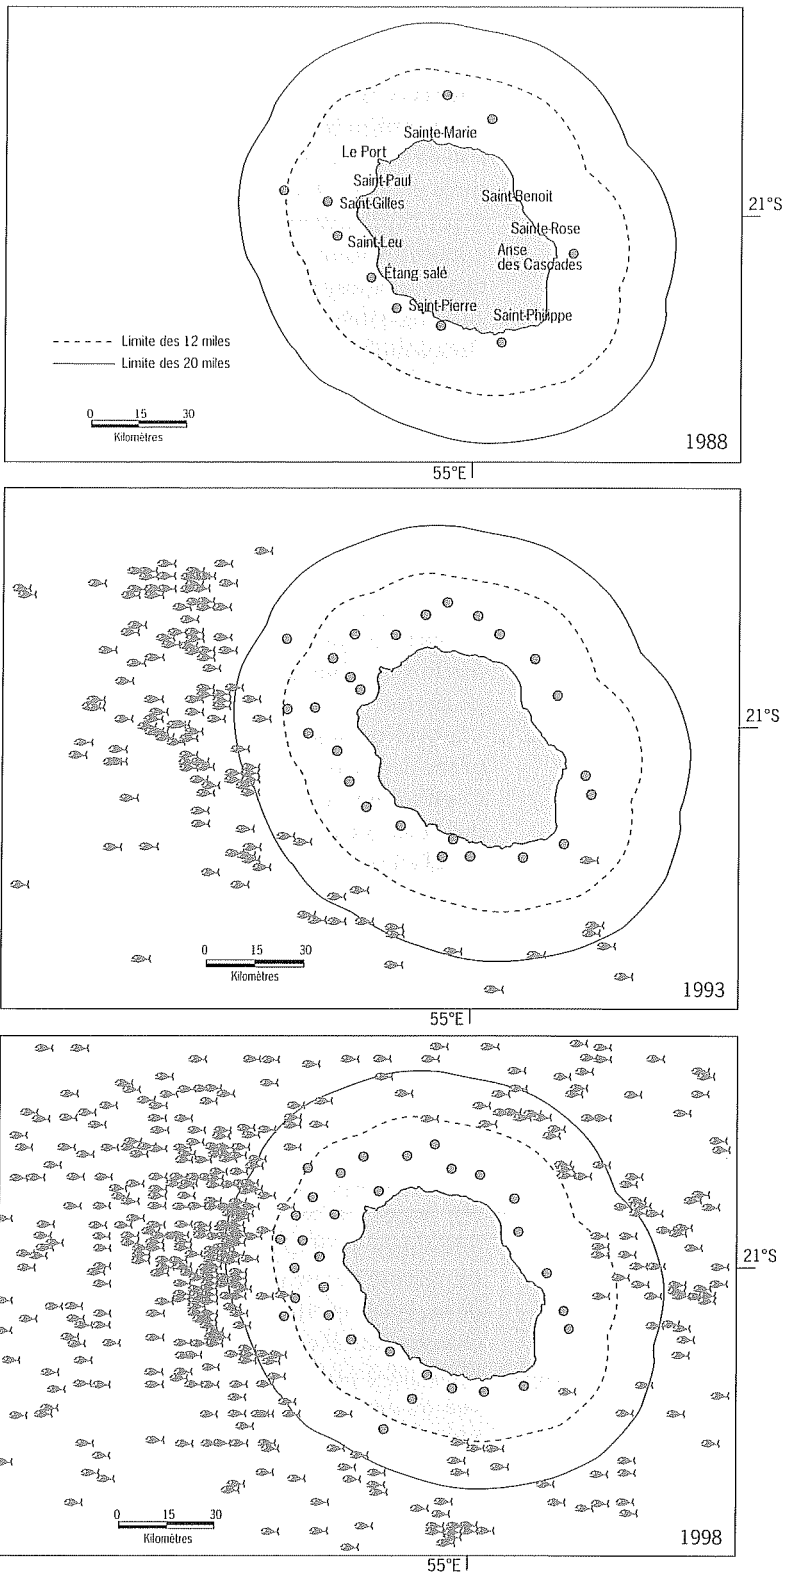 Sainte-Marie
Le Port
Saint-Paul
Saint-Benoit
Saint-Gilles
21°S
Sainte-Rose
Saint-Leu
Anse
des Cascades
Étang salé
Saint-Pierre
Saint-Philippe
Limite des 12 miles
Limite des 20 miles
0 15 30
Kilomètres
1988
55°E
21°S
0 15 30
Kilomètres
1993
55°E
21°S
0 15 30
Kilomètres
1998
55°E